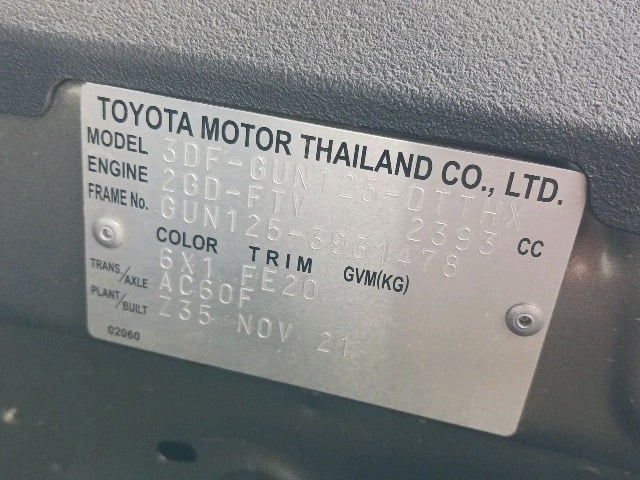 TOYOTA MOTOR THAILAND CO., LTD.
MODEL 3DF-GUN125-DTTHX
ENGINE 2GD-FTV 2393 CC
FRAME No. GUN125-3931478
COLOR TRIM GVM(KG)
6X1 FE20
TRANS/AXLE AC60F
PLANT/BUILT Z35 NOV 21
02060